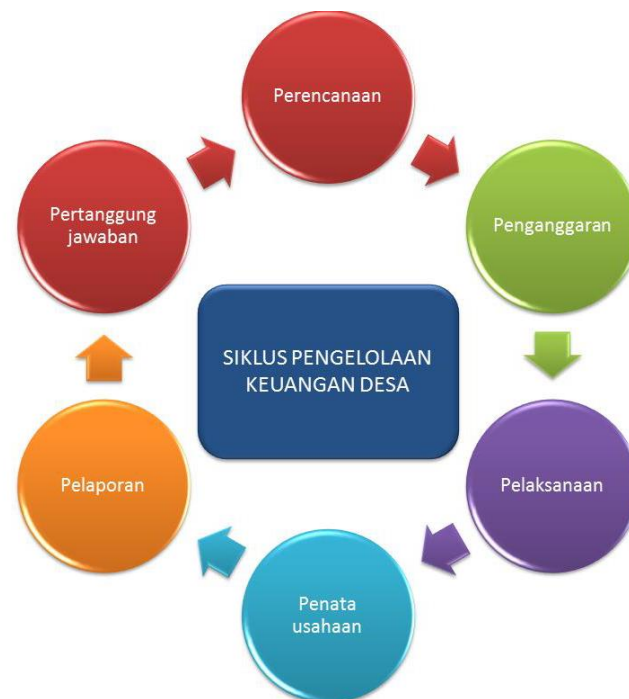 Perencanaan
Penganggaran
Pelaksanaan
Penata
usahaan
Pelaporan
Pertanggung
jawaban
SIKLUS PENGELOLAAN
KEUANGAN DESA